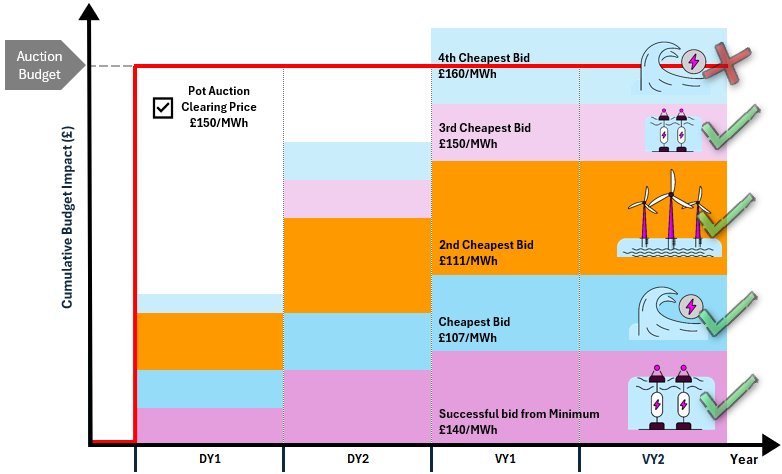 Auction
Budget
Cumulative Budget Impact (£)
Pot Auction
Clearing Price
£150/MWh
4th Cheapest Bid
£160/MWh
3rd Cheapest Bid
£150/MWh
2nd Cheapest Bid
£111/MWh
Cheapest Bid
£107/MWh
Successful bid from Minimum
£140/MWh
DY1
DY2
VY1
VY2
Year